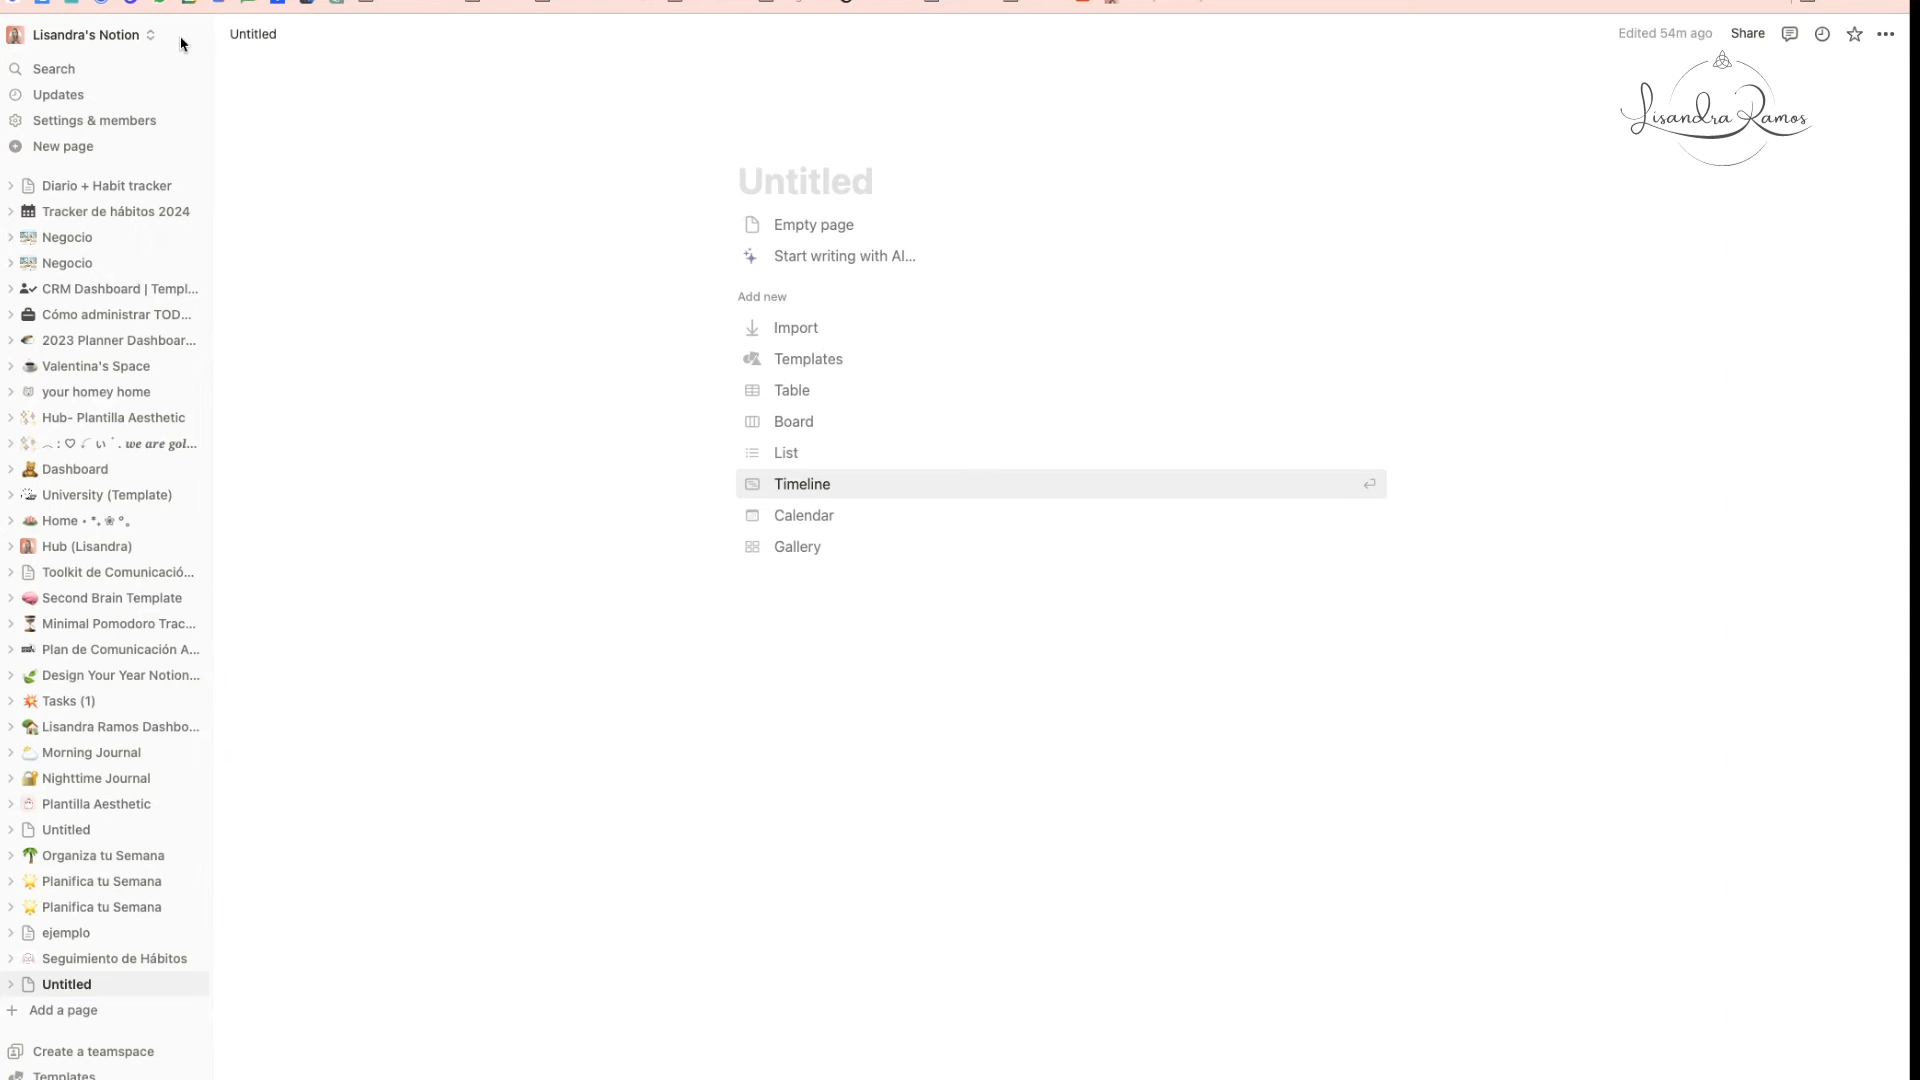 Lisandra's Notion
Untitled
Edited 54m ago
Share
Lisandra Ramos
Search
Updates
Settings & members
New page
Diario + Habit tracker
Tracker de hábitos 2024
Negocio
Negocio
CRM Dashboard | Templ...
Cómo administrar TOD...
2023 Planner Dashboar...
Valentina's Space
your homey home
Hub- Plantilla Aesthetic
we are gol...
Dashboard
University (Template)
Home
Hub (Lisandra)
Toolkit de Comunicació...
Second Brain Template
Minimal Pomodoro Trac...
Plan de Comunicación A...
Design Your Year Notion...
Tasks (1)
Lisandra Ramos Dashbo...
Morning Journal
Nighttime Journal
Plantilla Aesthetic
Untitled
Organiza tu Semana
Planifica tu Semana
Planifica tu Semana
ejemplo
Seguimiento de Hábitos
Untitled
Add a page
Create a teamspace
Templates
Untitled
Empty page
Start writing with AI...
Add new
Import
Templates
Table
Board
List
Timeline
Calendar
Gallery